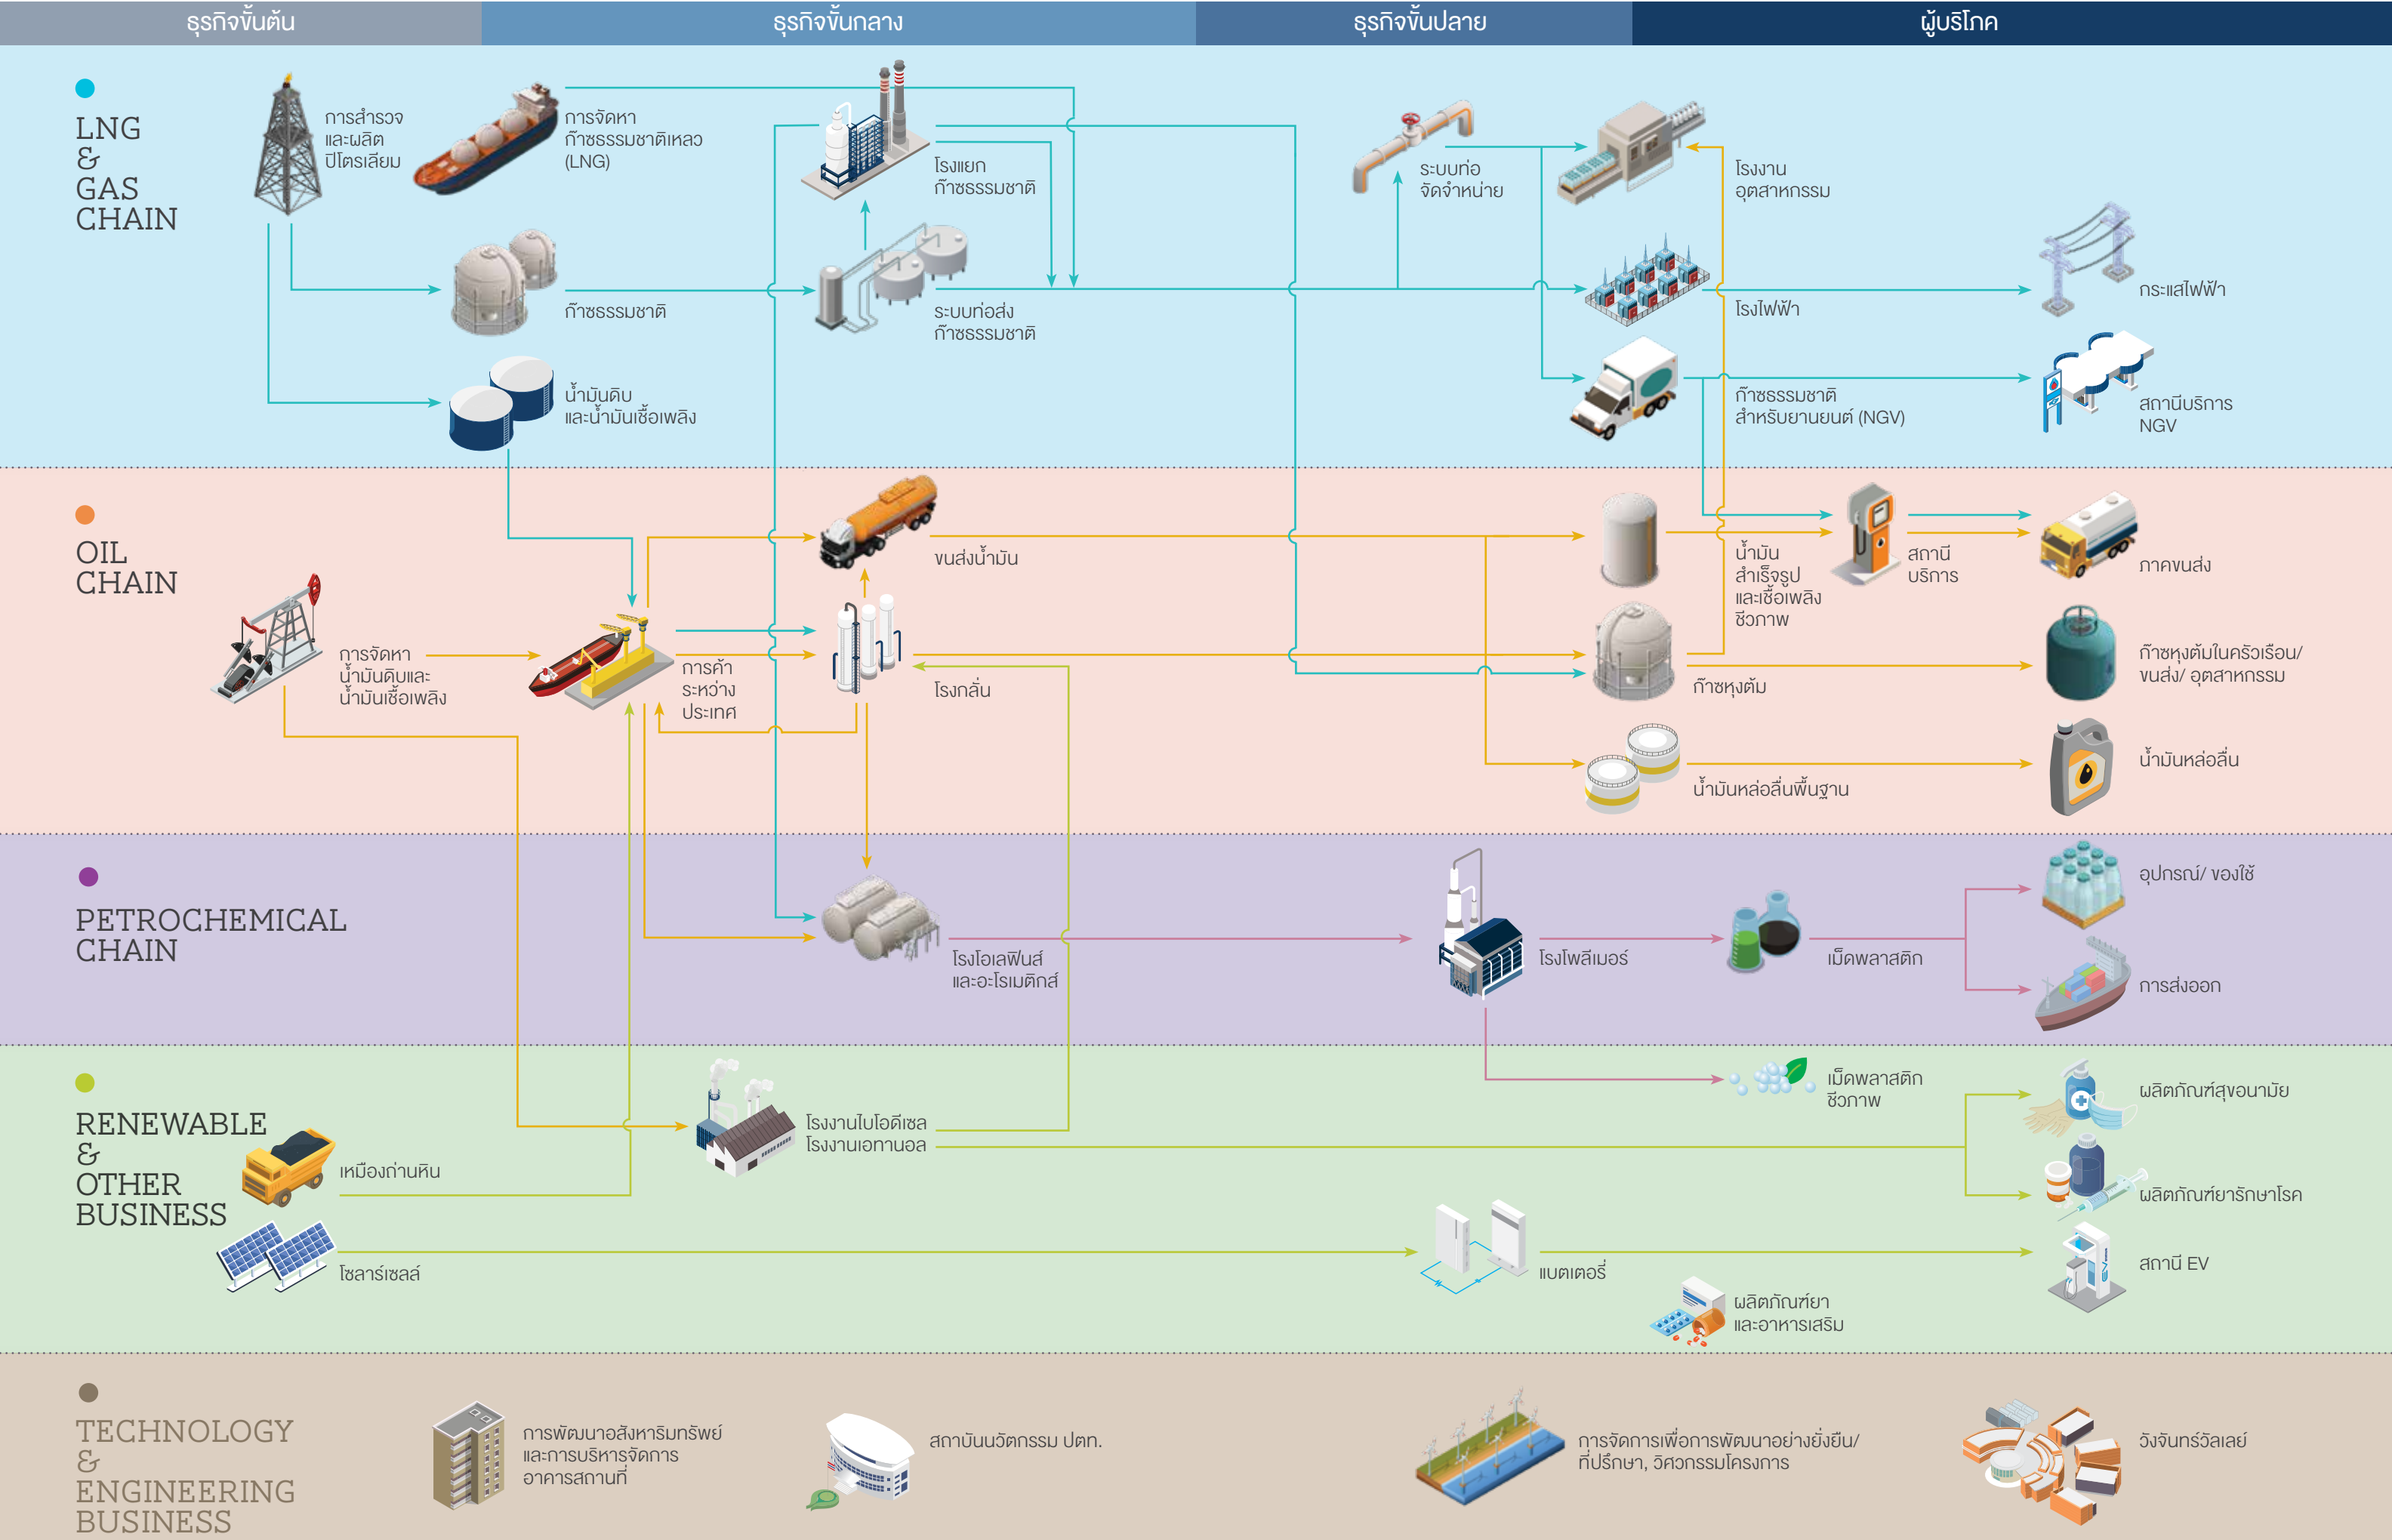 ธุรกิจขั้นต้น
ธุรกิจขั้นกลาง
ธุรกิจขั้นปลาย
ผู้บริโภค
LNG
&
GAS
CHAIN
การสำรวจ
และผลิต
ปิโตรเลียม
การจัดหา
ก๊าซธรรมชาติเหลว
(LNG)
โรงแยก
ก๊าซธรรมชาติ
ระบบท่อ
จัดจำหน่าย
โรงงาน
อุตสาหกรรม
ก๊าซธรรมชาติ
ระบบท่อส่ง
ก๊าซธรรมชาติ
โรงไฟฟ้า
กระแสไฟฟ้า
น้ำมันดิบ
และน้ำมันเชื้อเพลิง
ก๊าซธรรมชาติ
สำหรับยานยนต์ (NGV)
สถานีบริการ
NGV
OIL
CHAIN
การจัดหา
น้ำมันดิบและ
น้ำมันเชื้อเพลิง
การค้า
ระหว่าง
ประเทศ
ขนส่งน้ำมัน
โรงกลั่น
น้ำมัน
สำเร็จรูป
และเชื้อเพลิง
ชีวภาพ
สถานี
บริการ
ภาคขนส่ง
ก๊าซหุงต้ม
ก๊าซหุงต้มในครัวเรือน/
ขนส่ง/ อุตสาหกรรม
น้ำมันหล่อลื่นพื้นฐาน
น้ำมันหล่อลื่น
PETROCHEMICAL
CHAIN
โรงโอเลฟินส์
และอะโรเมติกส์
โรงโพลีเมอร์
เม็ดพลาสติก
อุปกรณ์/ ของใช้
การส่งออก
RENEWABLE
&
OTHER
BUSINESS
เหมืองถ่านหิน
โซลาร์เซลล์
โรงงานไบโอดีเซล
โรงงานเอทานอล
เม็ดพลาสติก
ชีวภาพ
ผลิตภัณฑ์สุขอนามัย
ผลิตภัณฑ์ยารักษาโรค
แบตเตอรี่
สถานี EV
ผลิตภัณฑ์ยา
และอาหารเสริม
TECHNOLOGY
&
ENGINEERING
BUSINESS
การพัฒนาอสังหาริมทรัพย์
และการบริหารจัดการ
อาคารสถานที่
สถาบันนวัตกรรม ปตท.
การจัดการเพื่อการพัฒนาอย่างยั่งยืน/
ที่ปรึกษา, วิศวกรรมโครงการ
วังจันทร์วัลเลย์